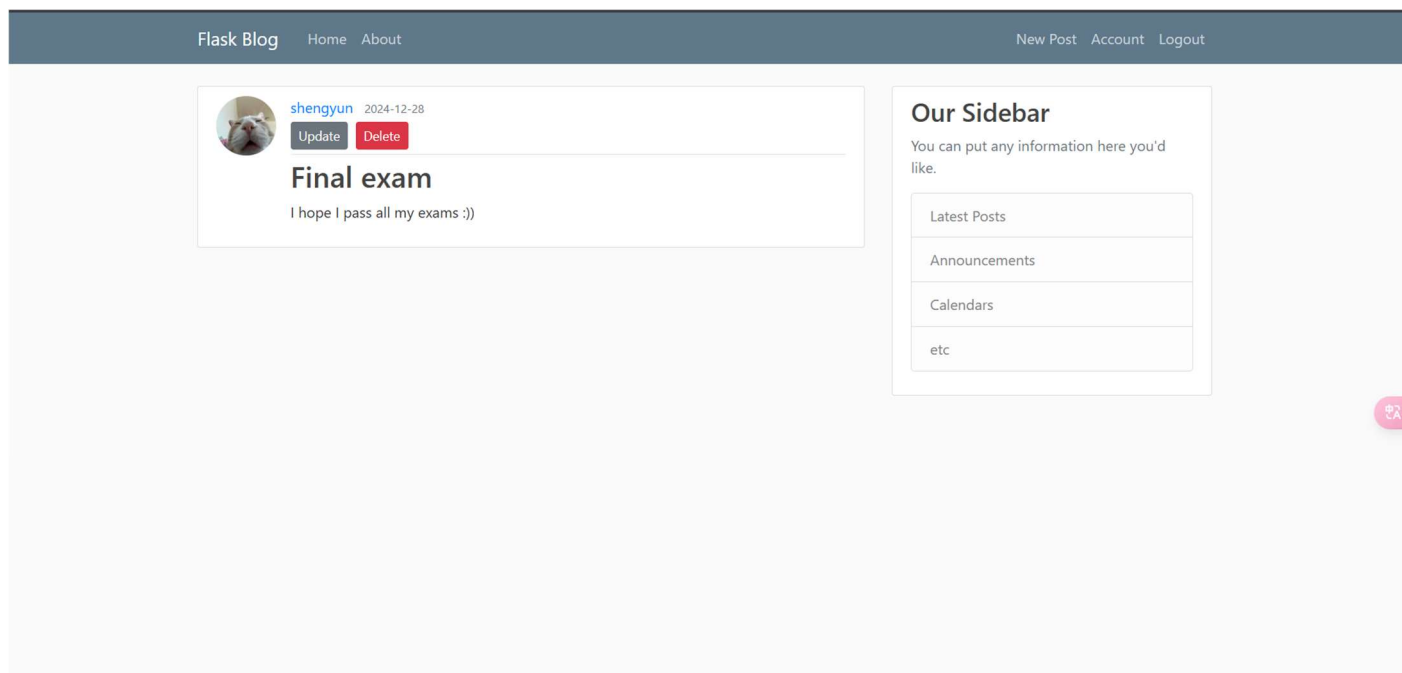 Flask Blog Home About New Post Account Logout
shengyun 2024-12-28
Update Delete
Final exam
I hope I pass all my exams :))
Our Sidebar
You can put any information here you'd
like.
Latest Posts
Announcements
Calendars
etc